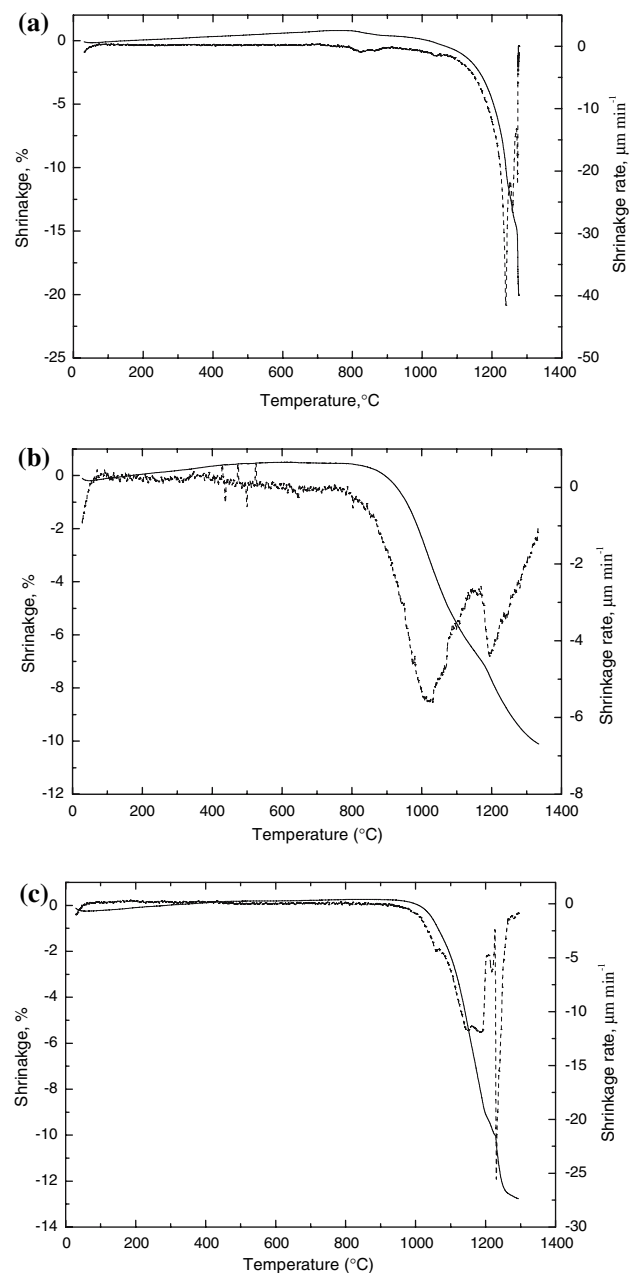 (a)
0
-5
-10
-15
-20
-25
Shrinakge, %
0
-10
-20
-30
-40
-50
Shrinakge rate, µm min⁻¹
0 200 400 600 800 1000 1200 1400
Temperature,°C
(b)
0
-2
-4
-6
-8
-10
-12
Shrinakge, %
0
-2
-4
-6
-8
Shrinkage rate, µm min⁻¹
0 200 400 600 800 1000 1200 1400
Temperature (°C)
(c)
0
-2
-4
-6
-8
-10
-12
-14
Shrinakge, %
0
-5
-10
-15
-20
-25
-30
Shrinkage rate, µm min⁻¹
0 200 400 600 800 1000 1200 1400
Temperature (°C)